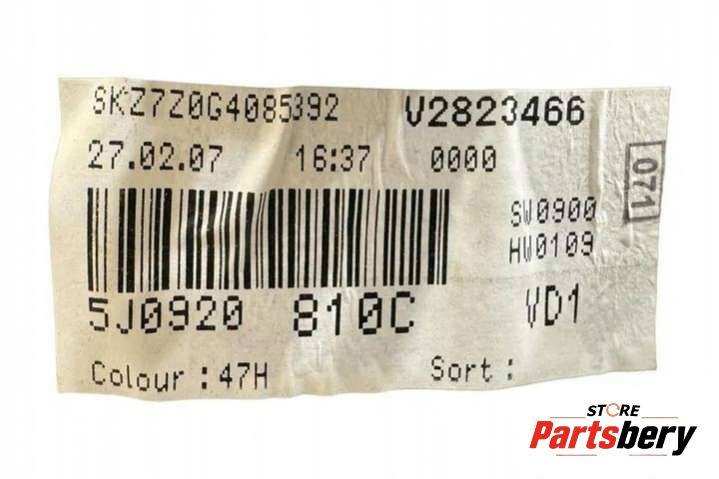 SKZ7Z0G4085392 V2823466
27.02.07 16:37 0000
071
SW0900
HW0109
5J0920 810C VD1
Colour : 47H Sort :
STORE
Partsbery